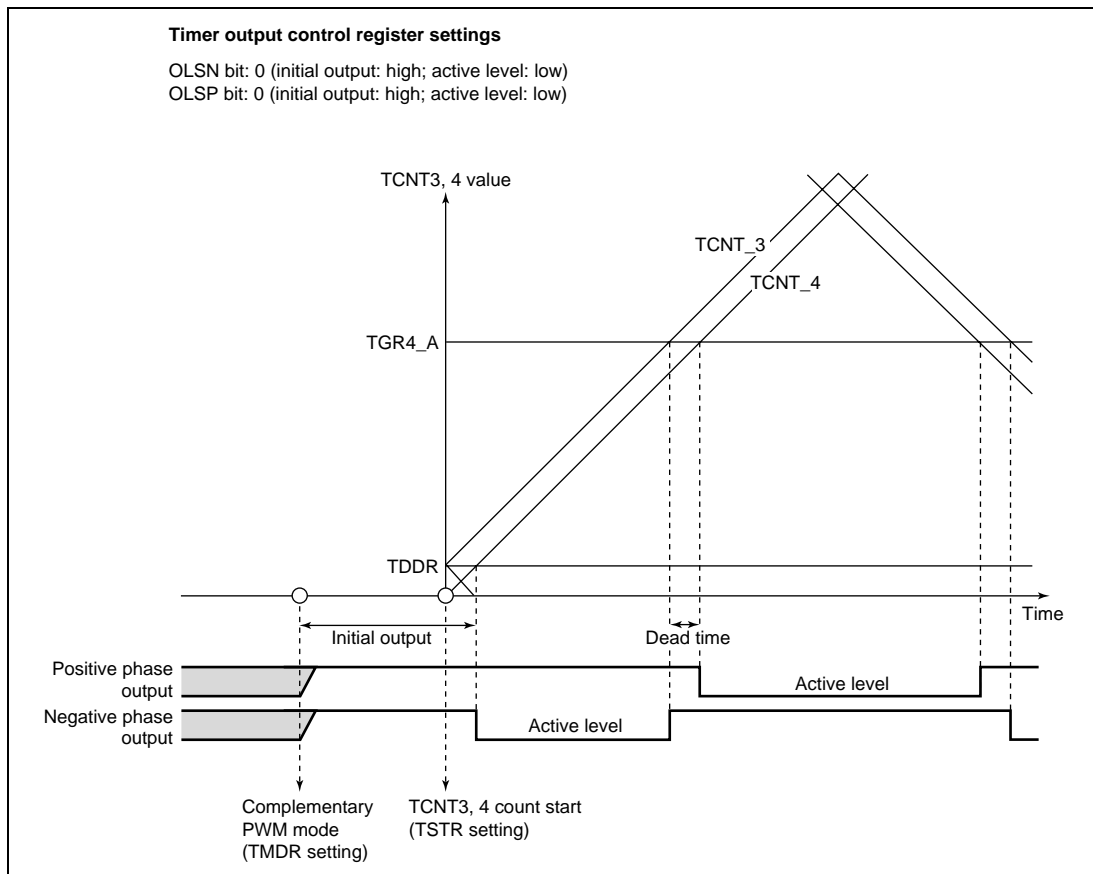 Timer output control register settings
OLSN bit: 0 (initial output: high; active level: low)
OLSP bit: 0 (initial output: high; active level: low)
TCNT3, 4 value
TCNT_3
TCNT_4
TGR4_A
TDDR
Time
Initial output
Dead time
Positive phase
output
Active level
Negative phase
output
Active level
Complementary
PWM mode
(TMDR setting)
TCNT3, 4 count start
(TSTR setting)